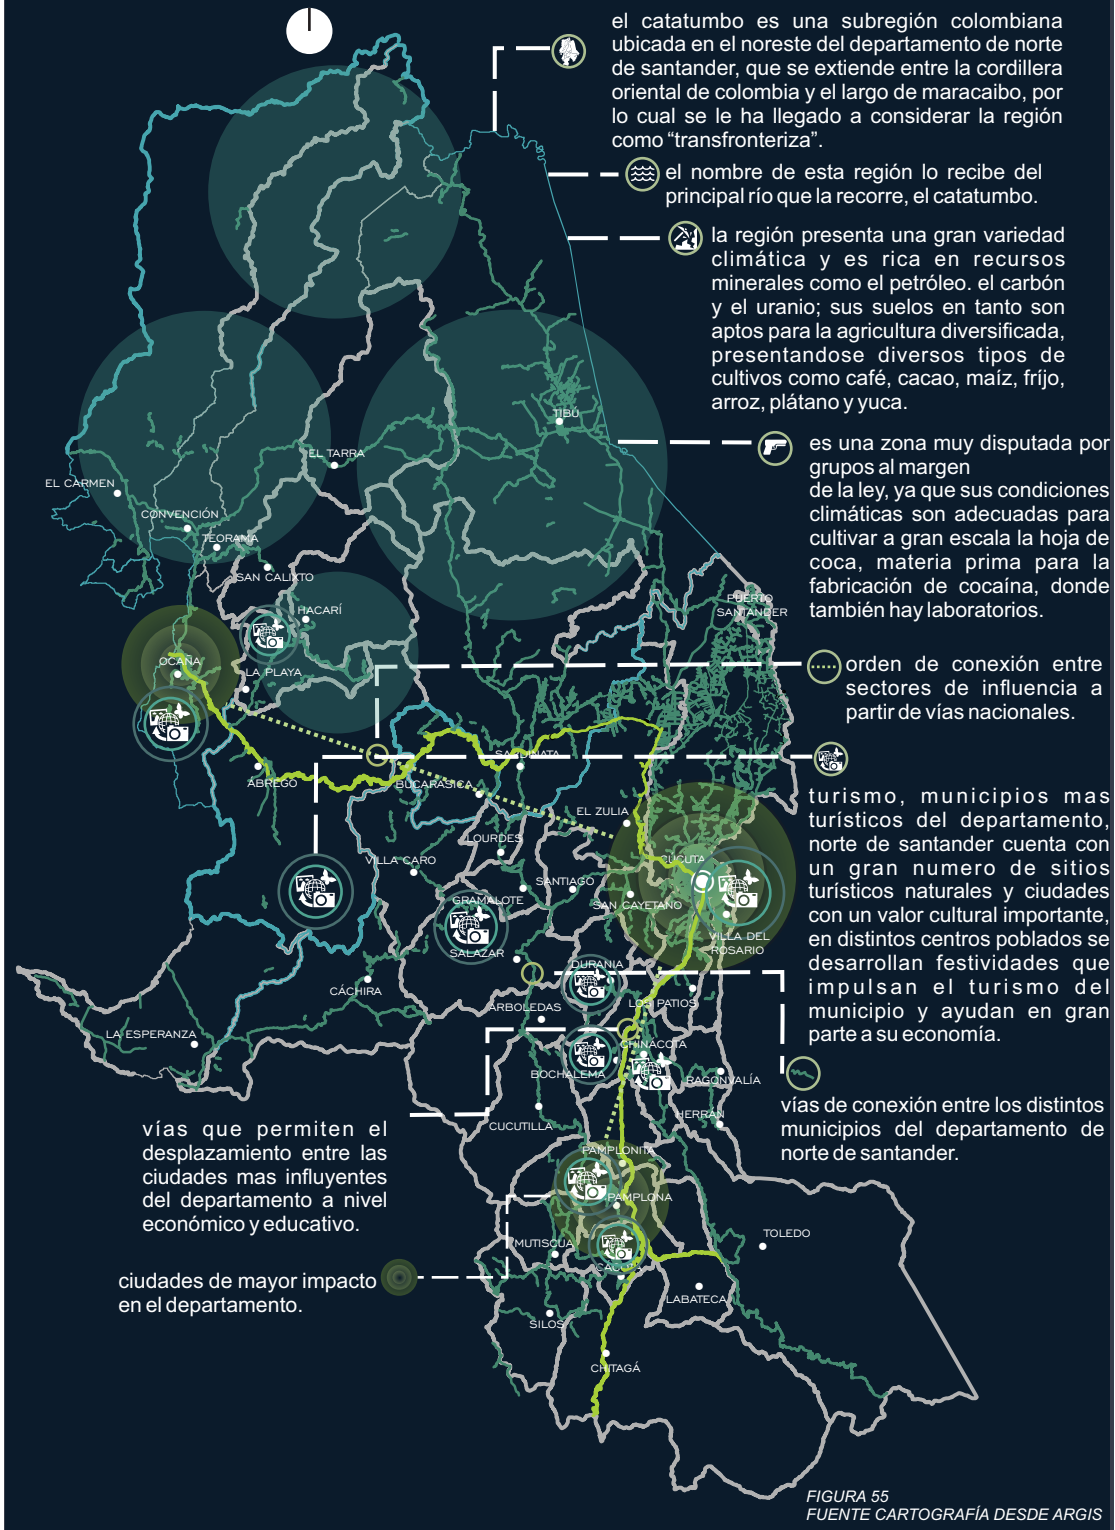 el catatumbo es una subregión colombiana
ubicada en el noreste del departamento de norte
de santander, que se extiende entre la cordillera
oriental de colombia y el largo de maracaibo, por
lo cual se le ha llegado a considerar la región
como “transfronteriza”.
el nombre de esta región lo recibe del
principal río que la recorre, el catatumbo.
la región presenta una gran variedad
climática y es rica en recursos
minerales como el petróleo. el carbón
y el uranio; sus suelos en tanto son
aptos para la agricultura diversificada,
presentandose diversos tipos de
cultivos como café, cacao, maíz, fríjo,
arroz, plátano y yuca.
es una zona muy disputada por
grupos al margen
de la ley, ya que sus condiciones
climáticas son adecuadas para
cultivar a gran escala la hoja de
coca, materia prima para la
fabricación de cocaína, donde
también hay laboratorios.
orden de conexión entre
sectores de influencia a
partir de vías nacionales.
turismo, municipios mas
turísticos del departamento,
norte de santander cuenta con
un gran numero de sitios
turísticos naturales y ciudades
con un valor cultural importante,
en distintos centros poblados se
desarrollan festividades que
impulsan el turismo del
municipio y ayudan en gran
parte a su economía.
vías de conexión entre los distintos
municipios del departamento de
norte de santander.
vías que permiten el
desplazamiento entre las
ciudades mas influyentes
del departamento a nivel
económico y educativo.
ciudades de mayor impacto
en el departamento.
TIBÚ
EL TARRA
EL CARMEN
CONVENCIÓN
TEORAMA
SAN CALIXTO
HACARÍ
PUERTO
SANTANDER
OCAÑA
LA PLAYA
ABREGO
SARDINATA
BUCARASICA
EL ZULIA
LOURDES
VILLA CARO
CÚCUTA
SANTIAGO
GRAMALOTE
SAN CAYETANO
VILLA DEL
ROSARIO
SALAZAR
DURANIA
CÁCHIRA
ARBOLEDAS
LOS PATIOS
LA ESPERANZA
CHINÁCOTA
BOCHALEMA
RAGONVALÍA
HERRÁN
CUCUTILLA
PAMPLONITA
PAMPLONA
MUTISCUA
TOLEDO
CÁCOTA
LABATECA
SILOS
CHITAGÁ
FIGURA 55
FUENTE CARTOGRAFÍA DESDE ARGIS